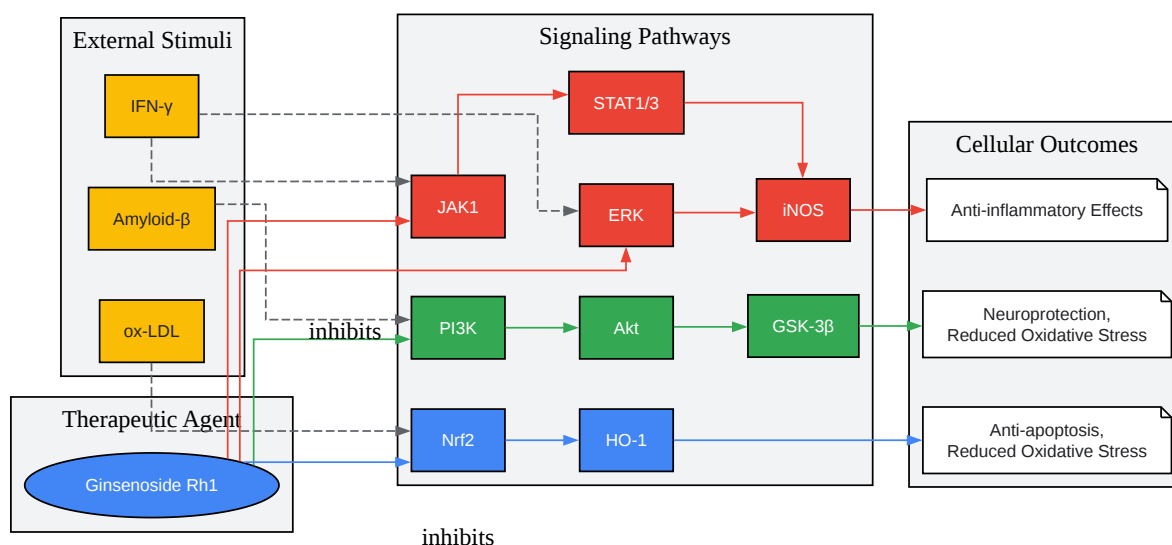 External Stimuli
IFN-γ
Amyloid-β
ox-LDL
Therapeutic Agent
Ginsenoside Rh1
inhibits
inhibits
Signaling Pathways
STAT1/3
JAK1
ERK
iNOS
PI3K
Akt
GSK-3β
Nrf2
HO-1
Cellular Outcomes
Anti-inflammatory Effects
Neuroprotection,
Reduced Oxidative Stress
Anti-apoptosis,
Reduced Oxidative Stress